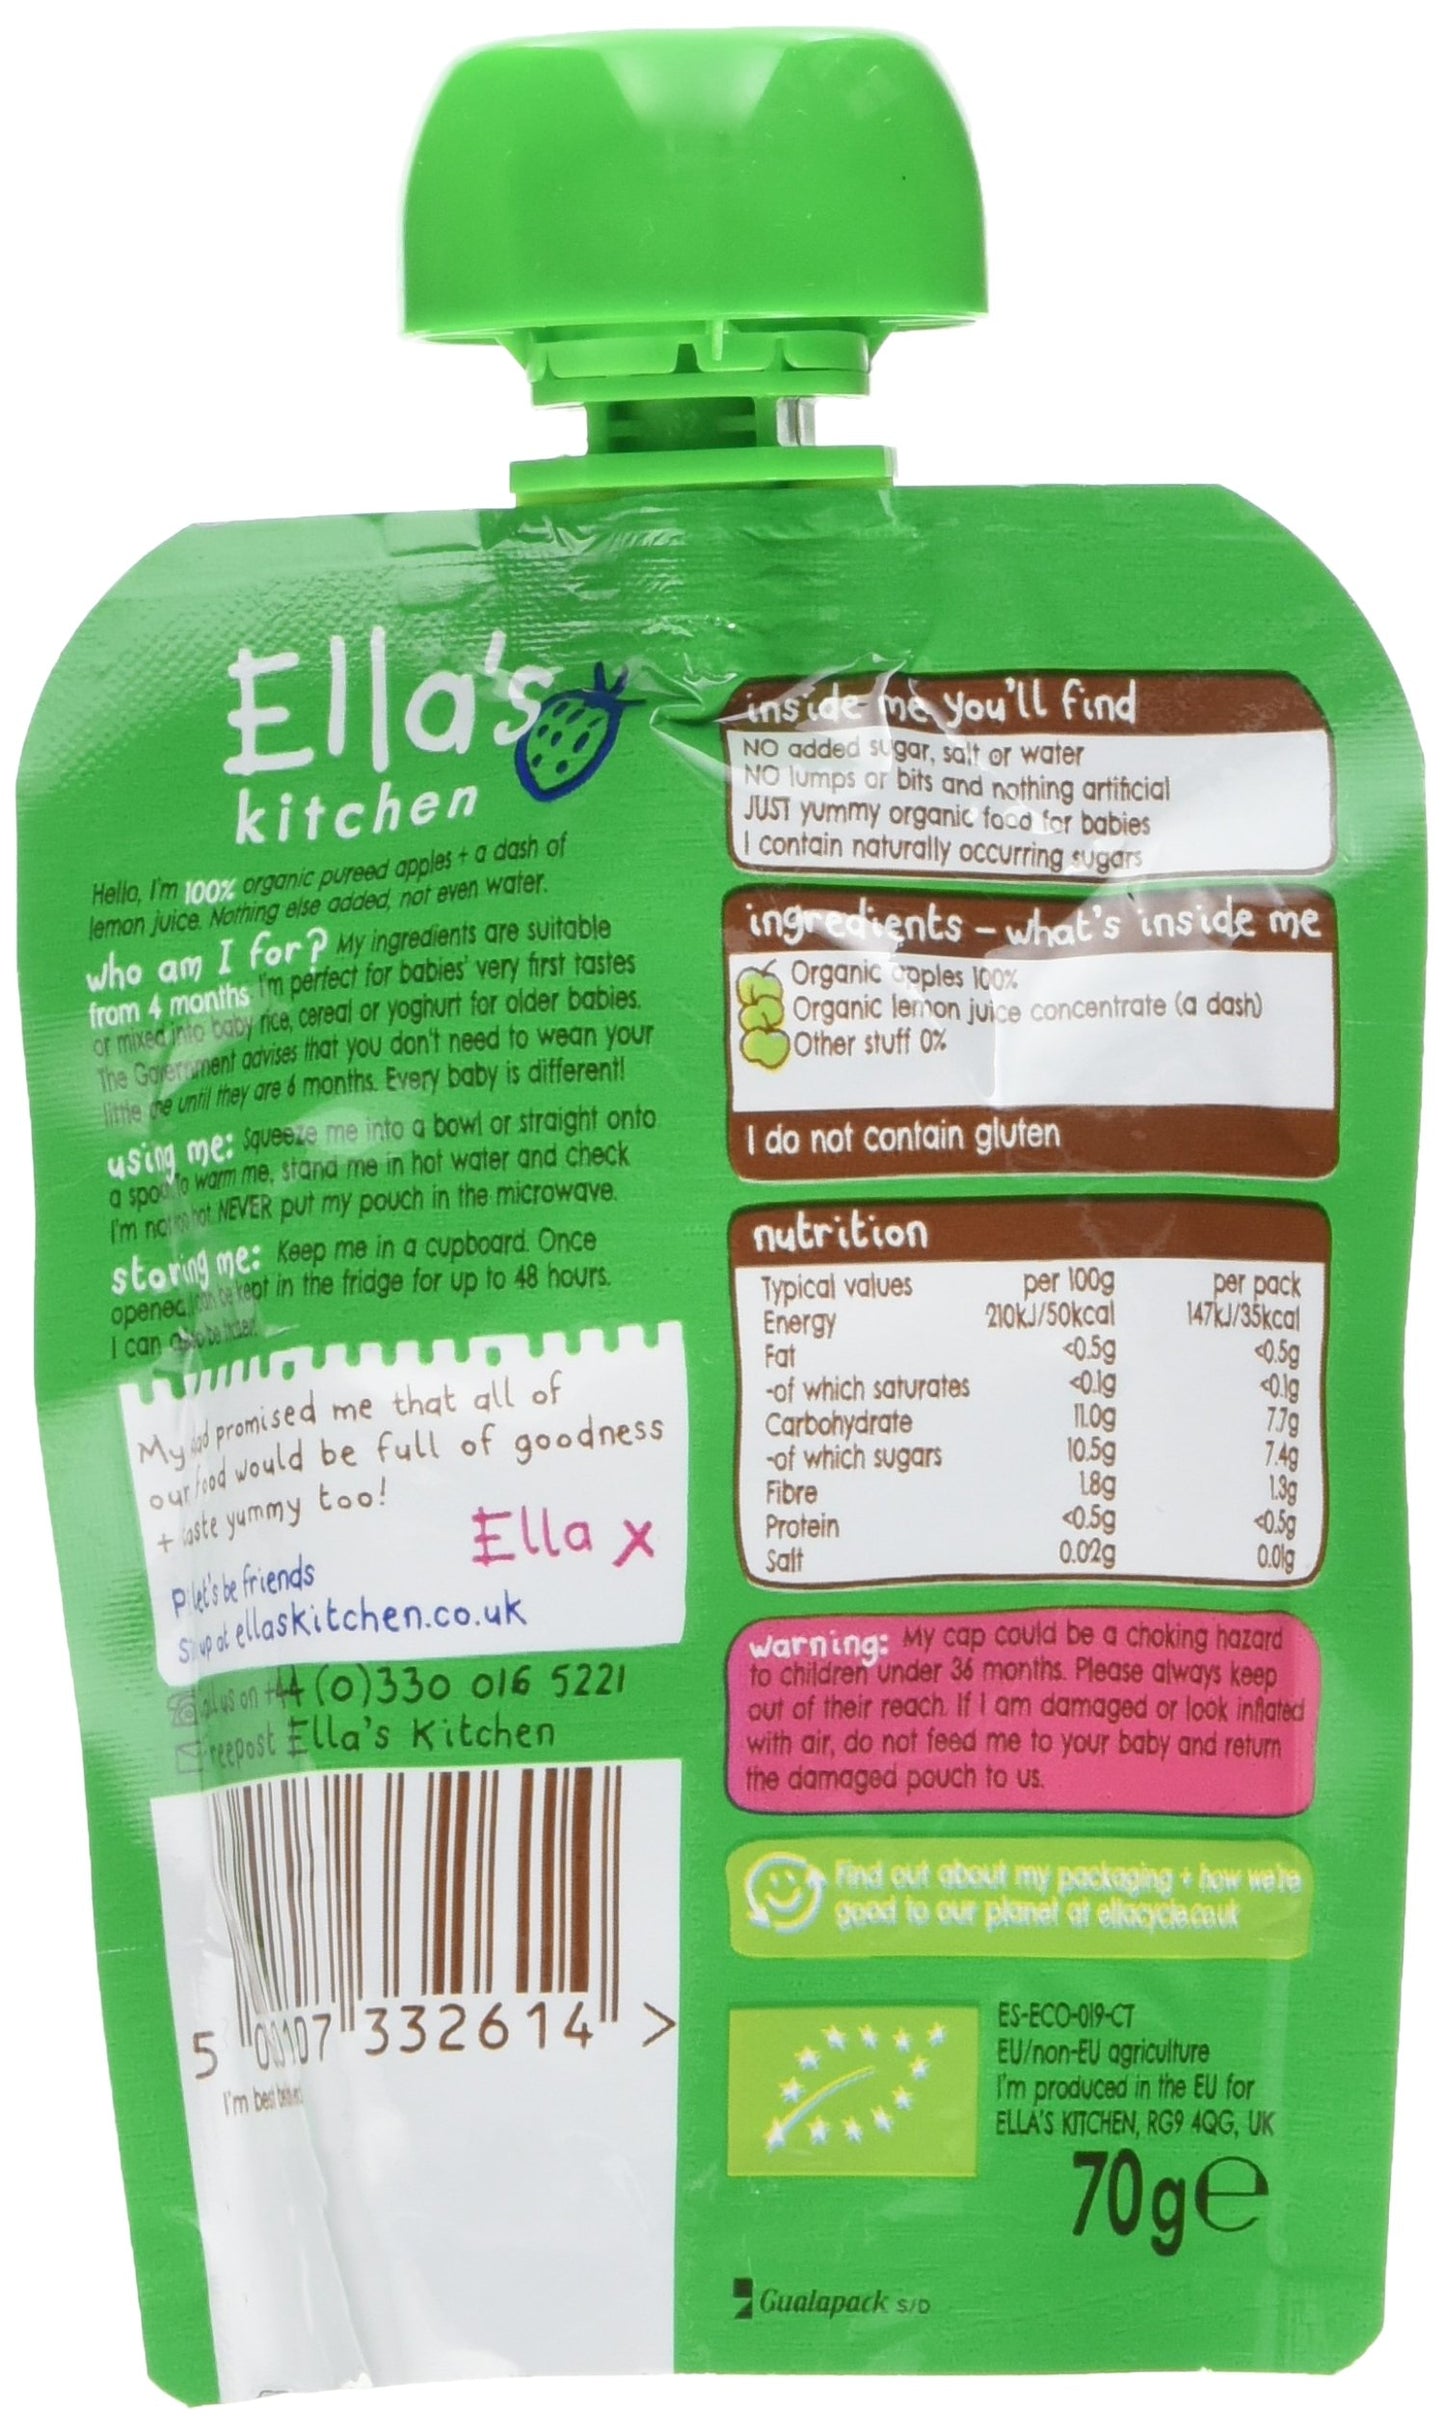 Ella's
kitchen
Hello, I'm 100% organic pureed apples + a dash of
lemon juice. Nothing else added, not even water.
who am I for? My ingredients are suitable
from 4 months I'm perfect for babies' very first tastes
or mixed into baby rice, cereal or yoghurt for older babies.
The Government advises that you don't need to wean your
little one until they are 6 months. Every baby is different!
using me: Squeeze me into a bowl or straight onto
a spoon. To warm me, stand me in hot water and check
I'm not too hot. NEVER put my pouch in the microwave.
storing me: Keep me in a cupboard. Once
opened, I can be kept in the fridge for up to 48 hours.
I can also be
My dad promised me that all of
our food would be full of goodness
+ taste yummy too!
Ella x
let's be friends
up at ellaskitchen.co.uk
us on +44 (0)330 016 5221
freepost Ella's Kitchen
5 107 332614 >
I'm best
inside me you'll find
NO added sugar, salt or water
NO lumps or bits and nothing artificial
JUST yummy organic food for babies
I contain naturally occurring sugars
ingredients - what's inside me
Organic apples 100%
Organic lemon juice concentrate (a dash)
Other stuff 0%
I do not contain gluten
nutrition
Typical values per 100g per pack
Energy 210kJ/50kcal 147kJ/35kcal
Fat <0.5g <0.5g
-of which saturates <0.1g <0.1g
Carbohydrate 11.0g 7.7g
-of which sugars 10.5g 7.4g
Fibre 1.8g 1.3g
Protein <0.5g <0.5g
Salt 0.02g 0.01g
warning: My cap could be a choking hazard
to children under 36 months. Please always keep
out of their reach. If I am damaged or look inflated
with air, do not feed me to your baby and return
the damaged pouch to us.
Find out about my packaging + how we're
good to our planet at ellacycle.co.uk
ES-ECO-019-CT
EU/non-EU agriculture
I'm produced in the EU for
ELLA'S KITCHEN, RG9 4QG, UK
70g℮
Gualapack S/D